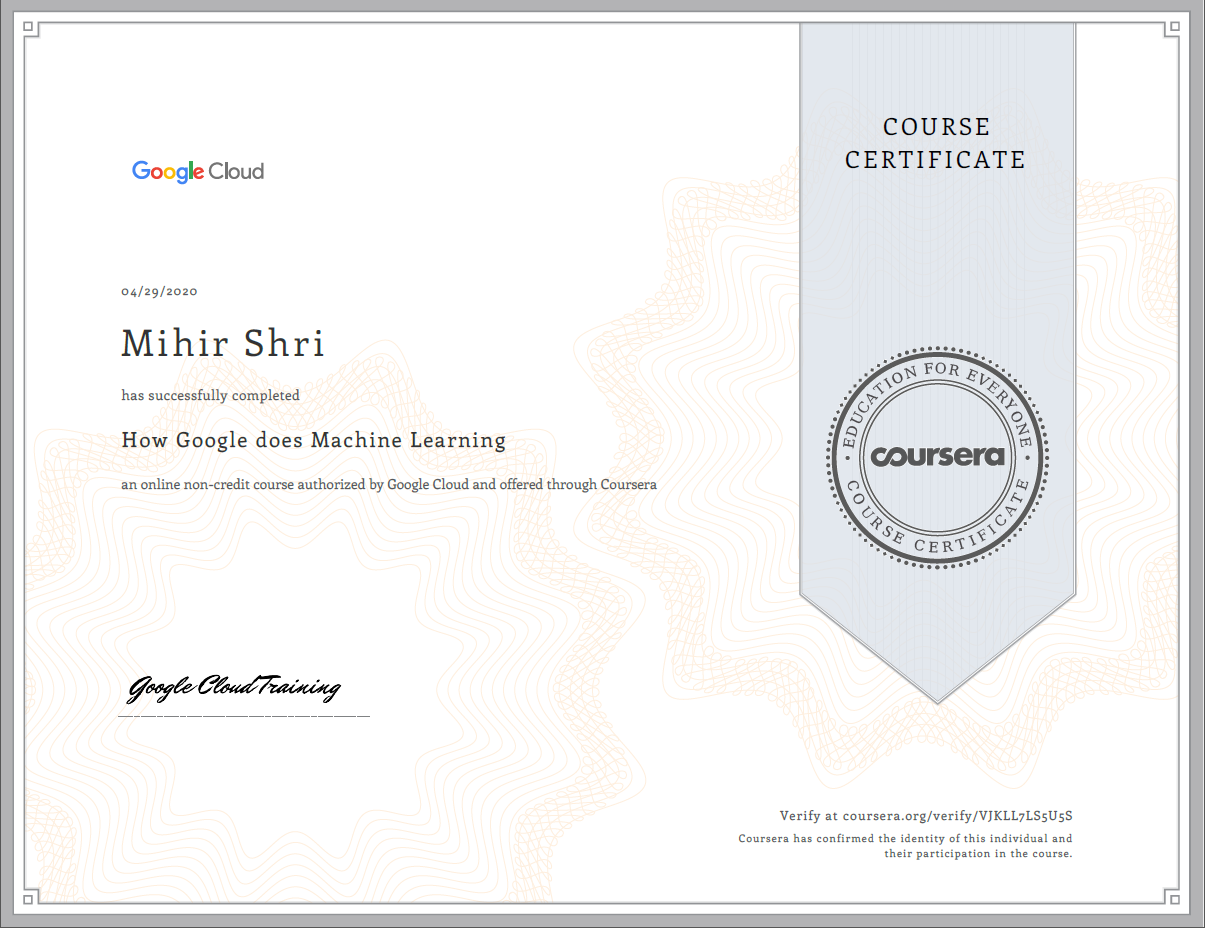 Google Cloud
04/29/2020
Mihir Shri
has successfully completed
How Google does Machine Learning
an online non-credit course authorized by Google Cloud and offered through Coursera
Google Cloud Training
COURSE
CERTIFICATE
EDUCATION FOR EVERYONE
coursera
COURSE CERTIFICATE
Verify at coursera.org/verify/VJKLL7LS5U5S
Coursera has confirmed the identity of this individual and
their participation in the course.